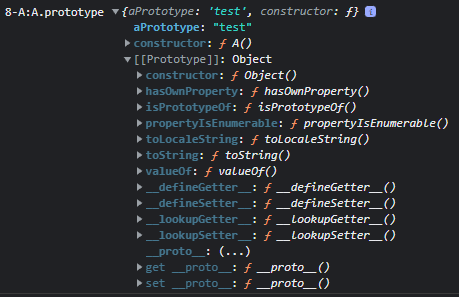 8-A:A.prototype ▼{aPrototype: 'test', constructor: ƒ} i
aPrototype: "test"
▶ constructor: ƒ A()
▼[[Prototype]]: Object
▶ constructor: ƒ Object()
▶ hasOwnProperty: ƒ hasOwnProperty()
▶ isPrototypeOf: ƒ isPrototypeOf()
▶ propertyIsEnumerable: ƒ propertyIsEnumerable()
▶ toLocaleString: ƒ toLocaleString()
▶ toString: ƒ toString()
▶ valueOf: ƒ valueOf()
▶ __defineGetter__: ƒ __defineGetter__()
▶ __defineSetter__: ƒ __defineSetter__()
▶ __lookupGetter__: ƒ __lookupGetter__()
▶ __lookupSetter__: ƒ __lookupSetter__()
__proto__: (...)
▶ get __proto__: ƒ __proto__()
▶ set __proto__: ƒ __proto__()